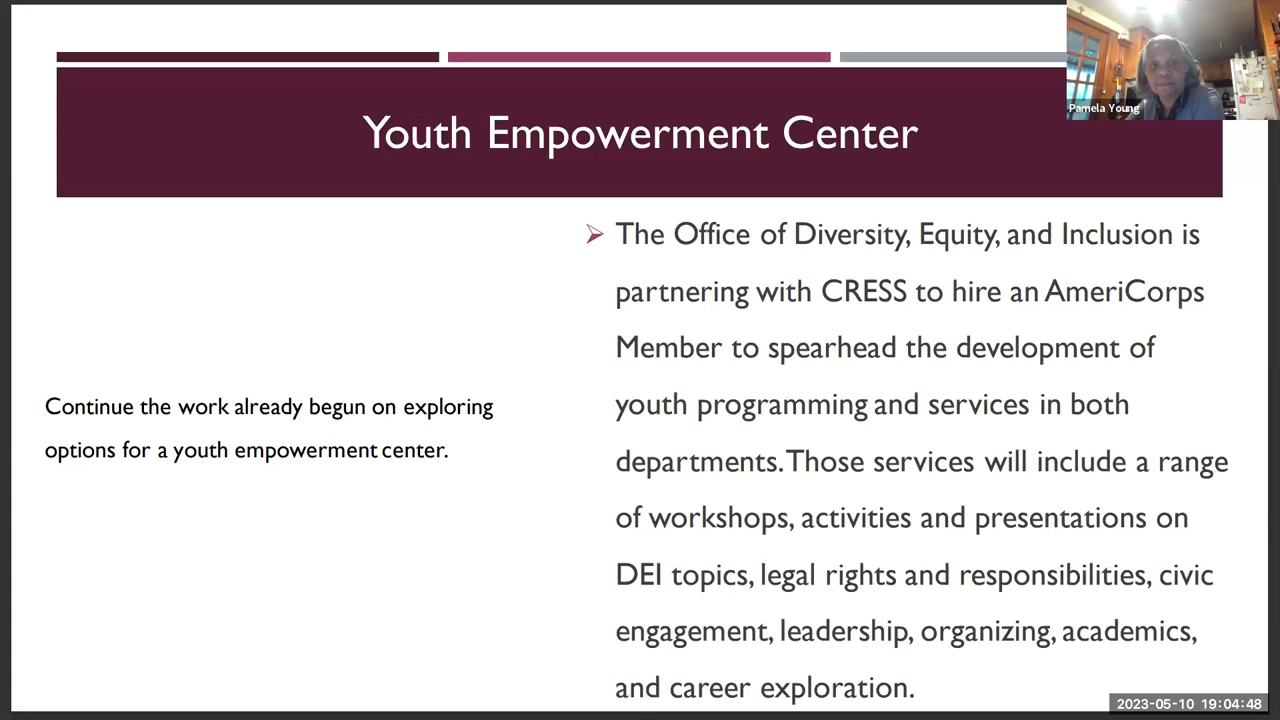 Pamela Young
Youth Empowerment Center
Continue the work already begun on exploring
options for a youth empowerment center.
The Office of Diversity, Equity, and Inclusion is
partnering with CRESS to hire an AmeriCorps
Member to spearhead the development of
youth programming and services in both
departments. Those services will include a range
of workshops, activities and presentations on
DEI topics, legal rights and responsibilities, civic
engagement, leadership, organizing, academics,
and career exploration.
2023-05-10 19:04:48